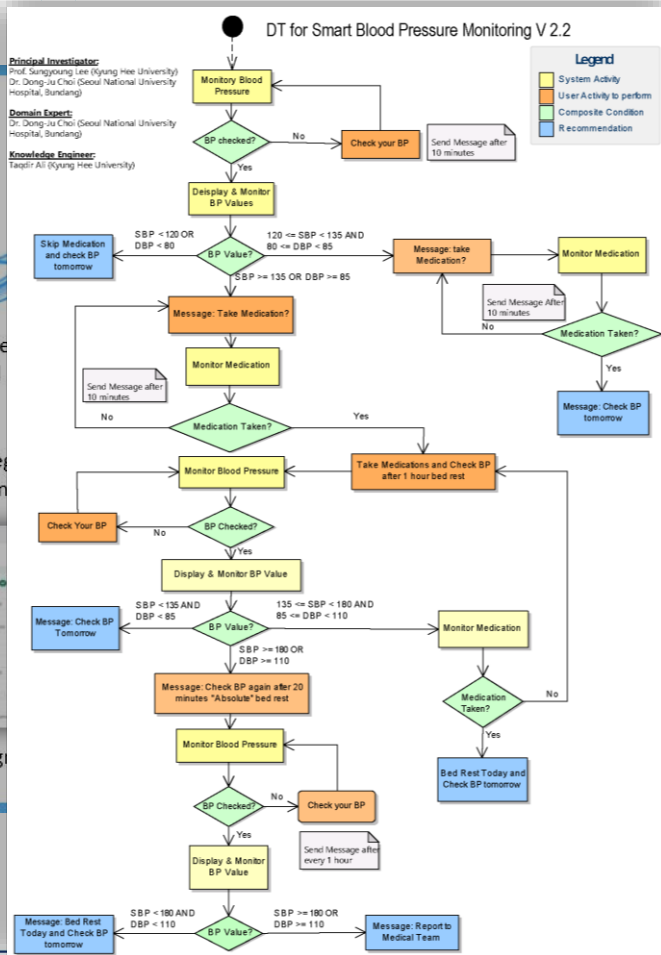 DT for Smart Blood Pressure Monitoring V 2.2
Principal Investigator:
Prof. Sungyoung Lee (Kyung Hee University)
Dr. Dong-Ju Choi (Seoul National University
Hospital, Bundang)
Domain Expert:
Dr. Dong-Ju Choi (Seoul National University
Hospital, Bundang)
Knowledge Engineer:
Taqdir Ali (Kyung Hee University)
Legend
System Activity
User Activity to perform
Composite Condition
Recommendation
Monitory Blood
Pressure
BP checked?
No
Check your BP
Send Message after
10 minutes
Yes
Deisplay & Monitor
BP Values
SBP <120 OR
DBP < 80
BP Value?
120 <= SBP < 135 AND
80 <= DBP < 85
Skip Medication
and check BP
tomorrow
Message: take
Medication?
Monitor Medication
SBP >= 135 OR DBP >= 85
Send Message After
10 minutes
No
Medication Taken?
Yes
Message: Check BP
tomorrow
Message: Take Medication?
Monitor Medication
Send Message after
10 minutes
No
Medication Taken?
Yes
Monitor Blood Pressure
Take Medications and Check BP
after 1 hour bed rest
Check Your BP
No
BP Checked?
Yes
Display & Monitor BP Value
SBP <135 AND
DBP < 85
BP Value?
135 <= SBP < 180 AND
85 <= DBP < 110
Message: Check BP
Tomorrow
Monitor Medication
SBP >= 180 OR
DBP >= 110
Message: Check BP again after 20
minutes "Absolute" bed rest
Medication
Taken?
No
Yes
Bed Rest Today and
Check BP tomorrow
Monitor Blood Pressure
BP Checked?
No
Check your BP
Yes
Send Message after
every 1 hour
Display & Monitor
BP Value
SBP < 180 AND
DBP < 110
BP Value?
SBP >= 180 OR
DBP >= 110
Message: Bed Rest
Today and Check BP
tomorrow
Message: Report to
Medical Team